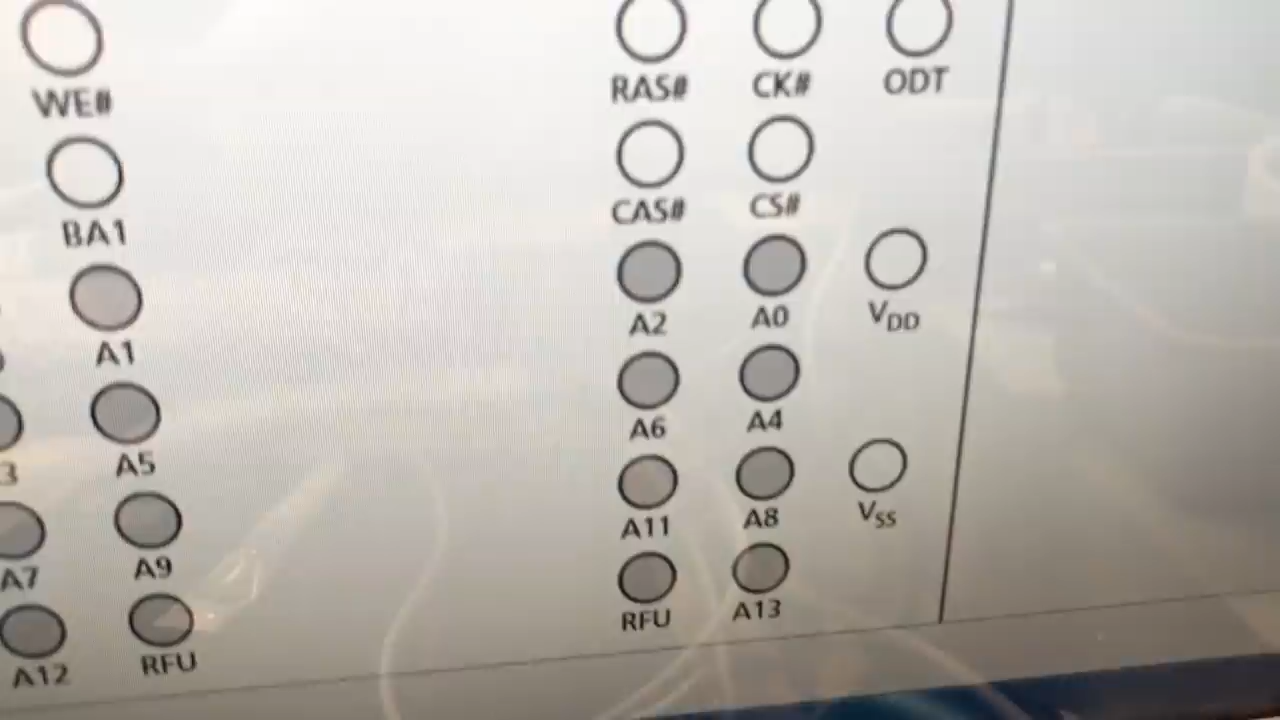 WE#
RAS# CK# ODT
BA1
CAS# CS#
A1
A2 A0 VDD
3 A5
A6 A4
A7 A9
A11 A8 VSS
A12 RFU
RFU A13